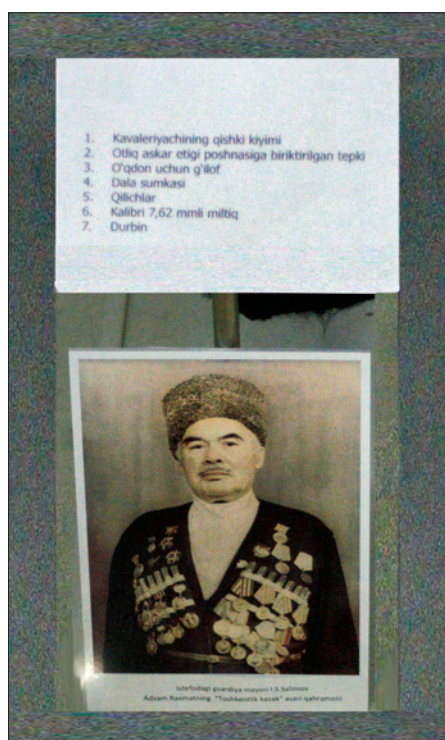 1. Kavaleriyachining qishki kiyimi
2. Otliq askar etigi poshnasiga biriktirilgan tepki
3. O'qdon uchun g'ilof
4. Dala sumkasi
5. Qilichlar
6. Kalibri 7,62 mmli miltiq
7. Durbin
Istefodagi gvardiya mayori I.S Salimov
Adxam Raxmatning "Toshkentlik kazak" asari qahramoni